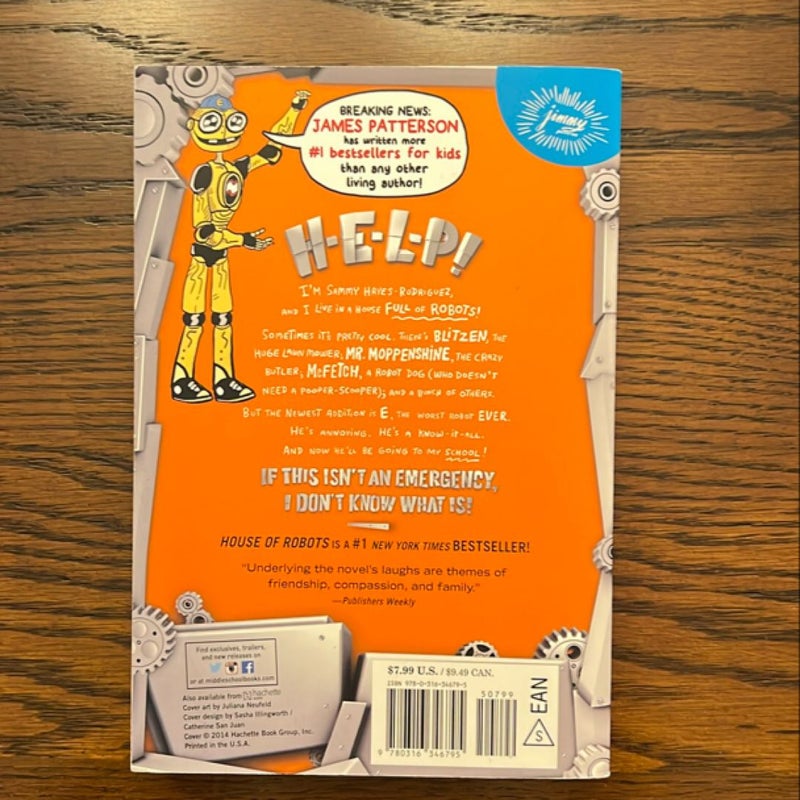 BREAKING NEWS:
JAMES PATTERSON
has written more
#1 bestsellers for kids
than any other
living author!
jimmy
E
H-E-L-P!
I'M SAMMY HAYES-RODRIGUEZ,
AND I LIVE IN A HOUSE FULL OF ROBOTS!
SOMETIMES IT'S PRETTY COOL. THERE'S BLITZEN, THE
HUGE LAWN MOWER; MR. MOPPENSHINE, THE CRAZY
BUTLER; McFETCH, A ROBOT DOG (WHO DOESN'T
NEED A POOPER-SCOOPER); AND A BUNCH OF OTHERS.
BUT THE NEWEST ADDITION IS E, THE WORST ROBOT EVER.
HE'S ANNOYING. HE'S A KNOW-IT-ALL.
AND NOW HE'LL BE GOING TO MY SCHOOL!
IF THIS ISN'T AN EMERGENCY,
I DON'T KNOW WHAT IS!
HOUSE OF ROBOTS IS A #1 NEW YORK TIMES BESTSELLER!
"Underlying the novel's laughs are themes of
friendship, compassion, and family."
—Publishers Weekly
Find exclusives, trailers,
and new releases on
or at middleschoolbooks.com
Also available from hachette
Cover art by Juliana Neufeld
Cover design by Sasha Illingworth /
Catherine San Juan
Cover © 2014 Hachette Book Group, Inc.
Printed in the U.S.A.
$7.99 U.S. / $9.49 CAN.
ISBN 978-0-316-34679-5
50799
9 780316 346795
S
EAN